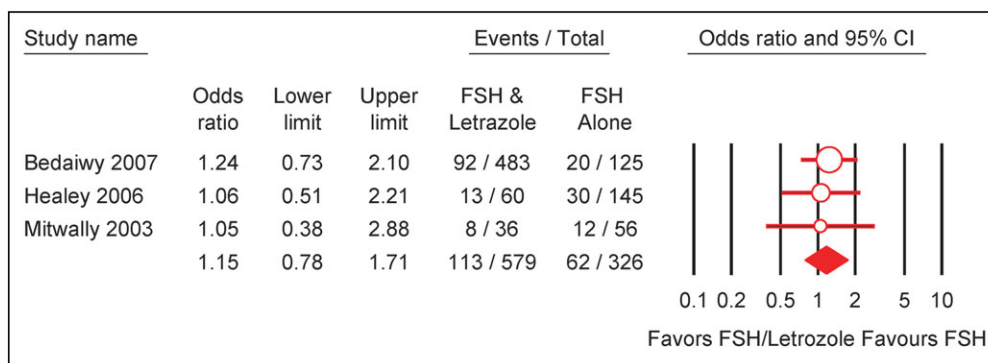 Study name Events / Total Odds ratio and 95% CI
Odds ratio Lower limit Upper limit FSH & Letrazole FSH Alone
Bedaiwy 2007 1.24 0.73 2.10 92 / 483 20 / 125
Healey 2006 1.06 0.51 2.21 13 / 60 30 / 145
Mitwally 2003 1.05 0.38 2.88 8 / 36 12 / 56
1.15 0.78 1.71 113 / 579 62 / 326
0.1 0.2 0.5 1 2 5 10
Favors FSH/Letrozole Favours FSH